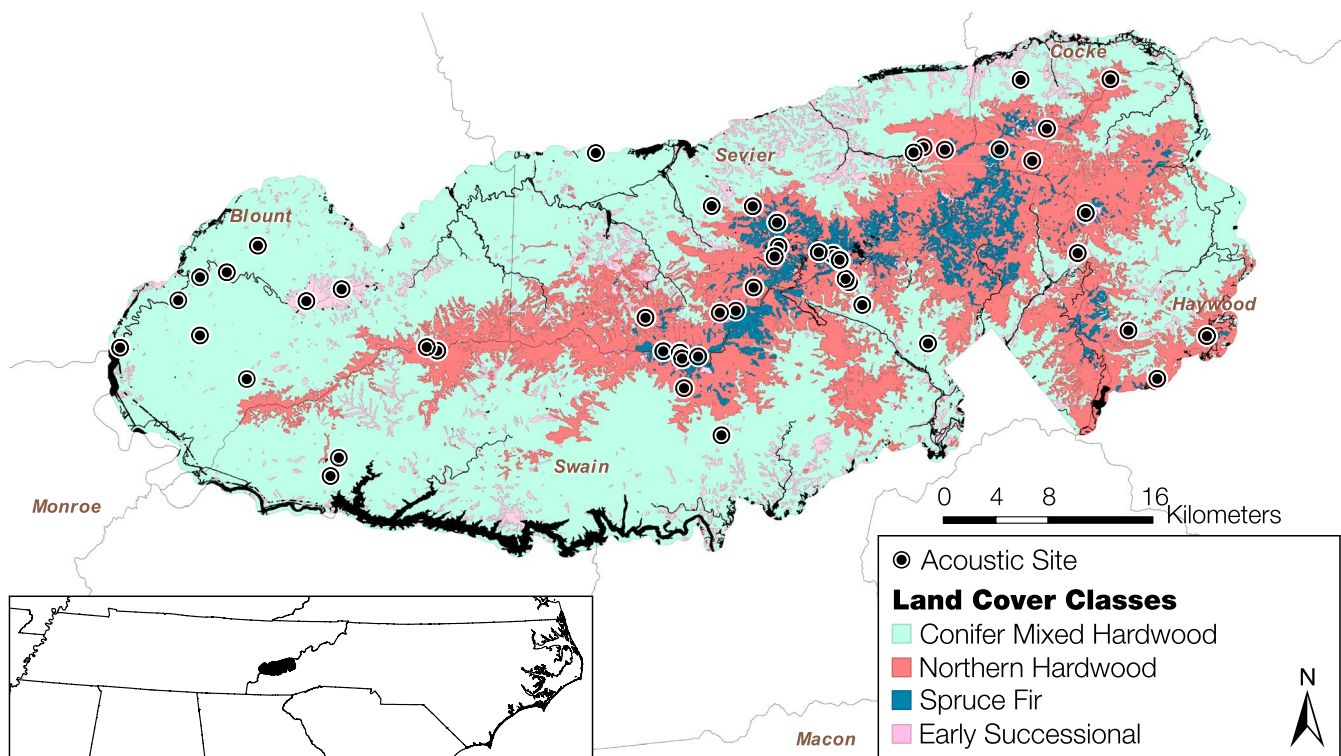 Cocke
Sevier
Blount
Haywood
Swain
Monroe
0 4 8 16
Kilometers
Acoustic Site
Land Cover Classes
Conifer Mixed Hardwood
Northern Hardwood
Spruce Fir
Early Successional
N
Macon